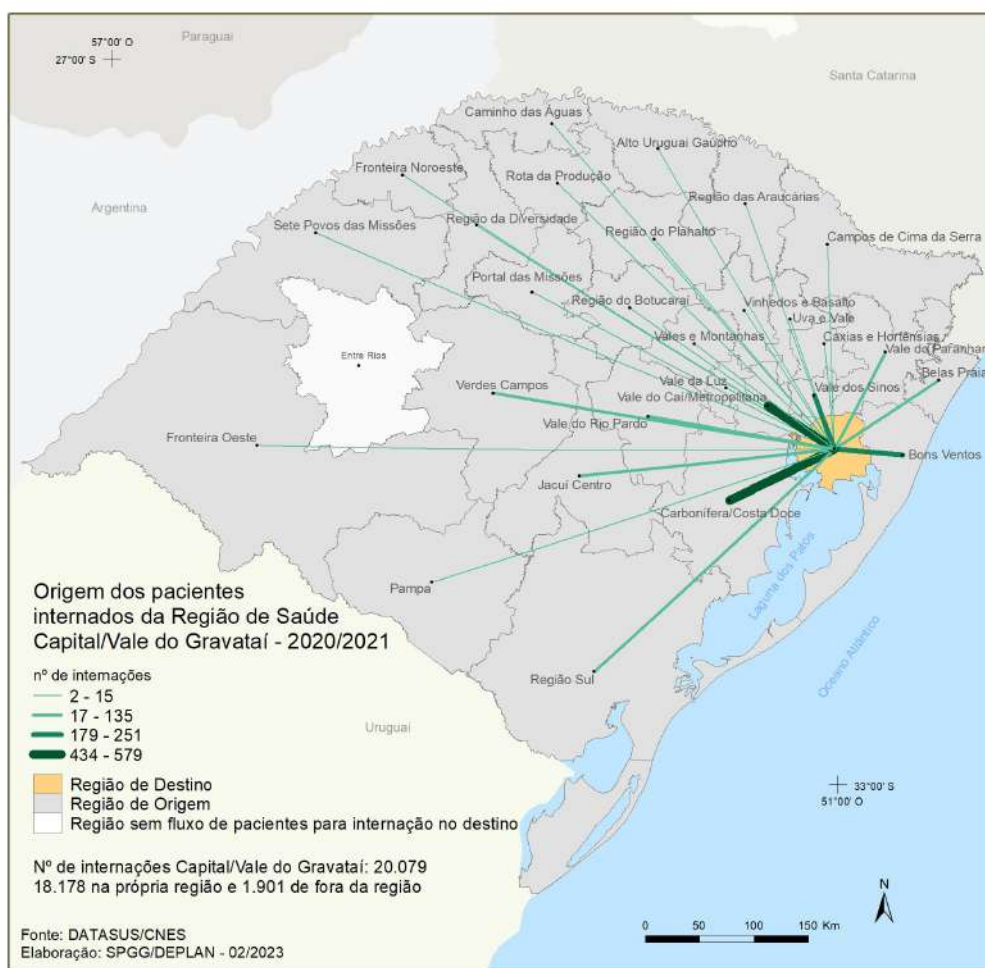 Paraguai
57°00' O
27°00' S
Santa Catarina
Argentina
Caminho das Águas
Alto Uruguai Gaúcho
Fronteira Noroeste
Rota da Produção
Região das Araucárias
Sete Povos das Missões
Região da Diversidade
Região do Planalto
Campos de Cima da Serra
Portal das Missões
Região do Botucaraí
Vinhedos e Basalto
Uva e Vale
Vales e Montanhas
Caxias e Hortênsias
Vale do Paranhan
Entre Rios
Belas Praia
Verdes Campos
Vale da Luz
Vale dos Sinos
Vale do Caí/Metropolitana
Vale do Rio Pardo
Fronteira Oeste
Bons Ventos
Jacuí Centro
Carbonífera/Costa Doce
Pampa
Laguna dos Patos
Oceano Atlântico
Região Sul
Uruguai
Origem dos pacientes
internados da Região de Saúde
Capital/Vale do Gravataí - 2020/2021
nº de internações
2 - 15
17 - 135
179 - 251
434 - 579
Região de Destino
Região de Origem
Região sem fluxo de pacientes para internação no destino
33°00' S
51°00' O
Nº de internações Capital/Vale do Gravataí: 20.079
18.178 na própria região e 1.901 de fora da região
N
0 50 100 150 Km
Fonte: DATASUS/CNES
Elaboração: SPGG/DEPLAN - 02/2023